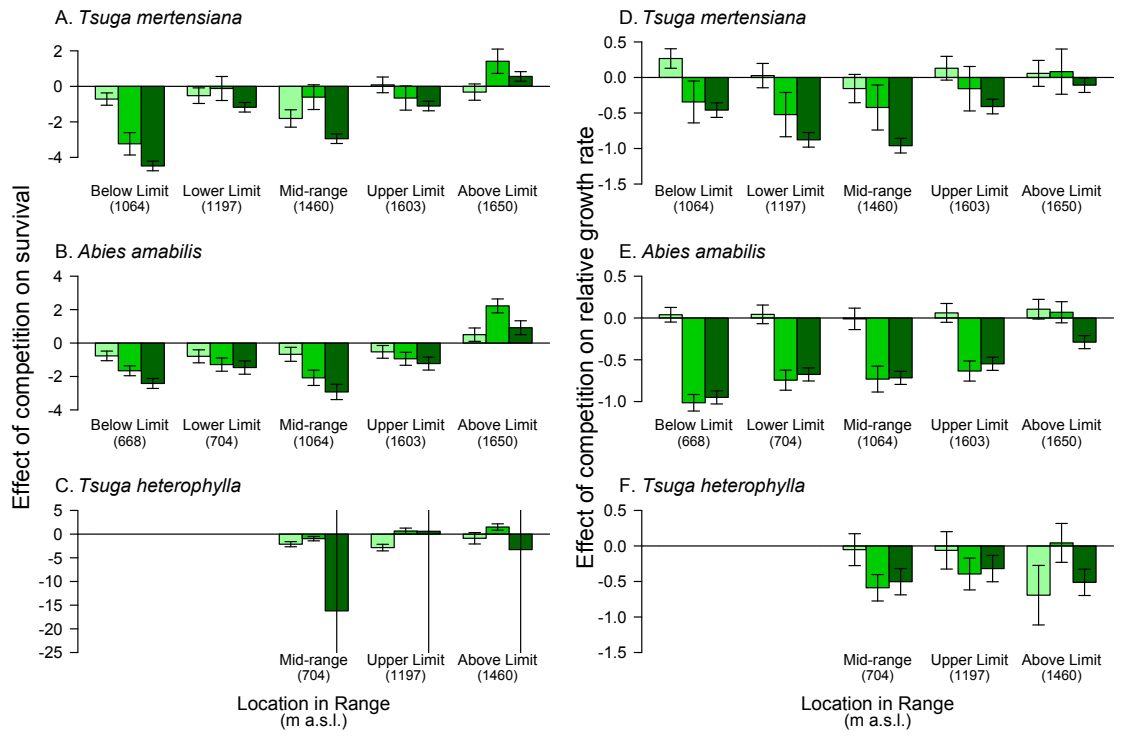 A. Tsuga mertensiana
2
0
-2
-4
Below Limit Lower Limit Mid-range Upper Limit Above Limit
(1064) (1197) (1460) (1603) (1650)
B. Abies amabilis
4
2
0
-2
-4
Below Limit Lower Limit Mid-range Upper Limit Above Limit
(668) (704) (1064) (1603) (1650)
C. Tsuga heterophylla
5
0
-5
-10
-15
-20
-25
Mid-range Upper Limit Above Limit
(704) (1197) (1460)
Effect of competition on survival
Location in Range
(m a.s.l.)
D. Tsuga mertensiana
0.5
0.0
-0.5
-1.0
-1.5
Below Limit Lower Limit Mid-range Upper Limit Above Limit
(1064) (1197) (1460) (1603) (1650)
E. Abies amabilis
0.5
0.0
-0.5
-1.0
Below Limit Lower Limit Mid-range Upper Limit Above Limit
(668) (704) (1064) (1603) (1650)
F. Tsuga heterophylla
0.5
0.0
-0.5
-1.0
-1.5
Mid-range Upper Limit Above Limit
(704) (1197) (1460)
Effect of competition on relative growth rate
Location in Range
(m a.s.l.)